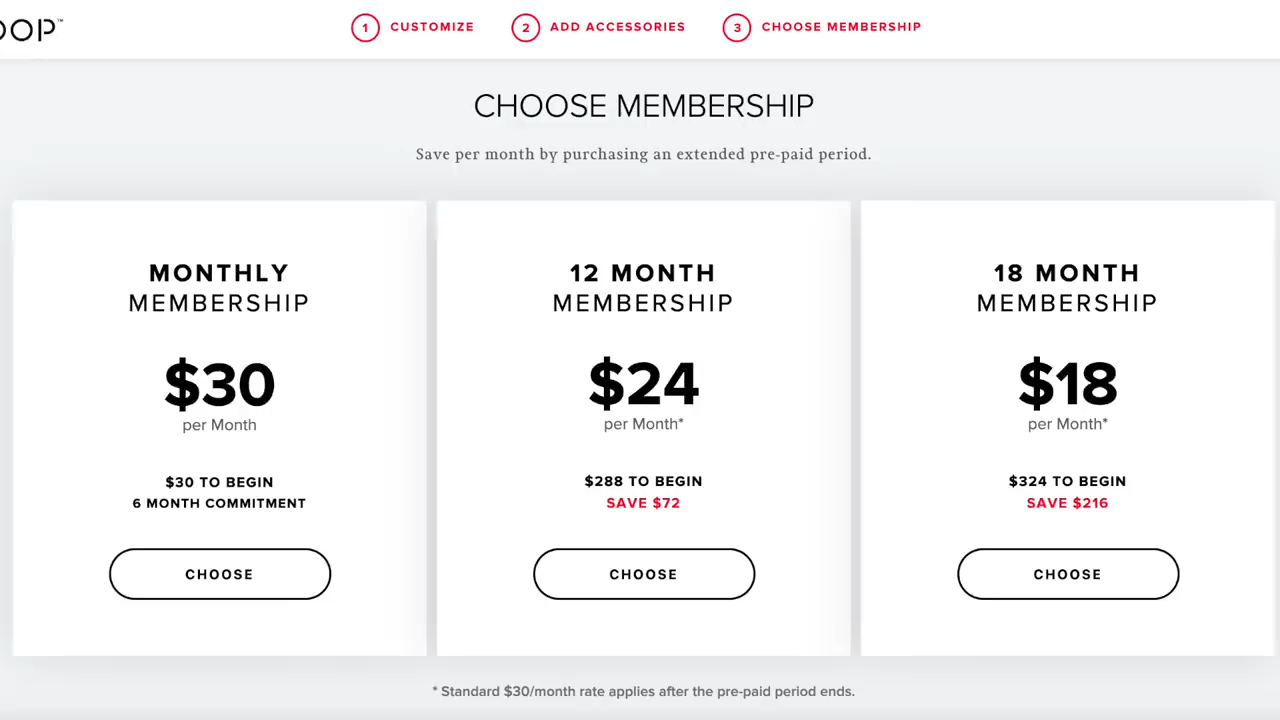 OOP™
1 CUSTOMIZE 2 ADD ACCESSORIES 3 CHOOSE MEMBERSHIP
CHOOSE MEMBERSHIP
Save per month by purchasing an extended pre-paid period.
MONTHLY
MEMBERSHIP
$30
per Month
$30 TO BEGIN
6 MONTH COMMITMENT
CHOOSE
12 MONTH
MEMBERSHIP
$24
per Month*
$288 TO BEGIN
SAVE $72
CHOOSE
18 MONTH
MEMBERSHIP
$18
per Month*
$324 TO BEGIN
SAVE $216
CHOOSE
* Standard $30/month rate applies after the pre-paid period ends.